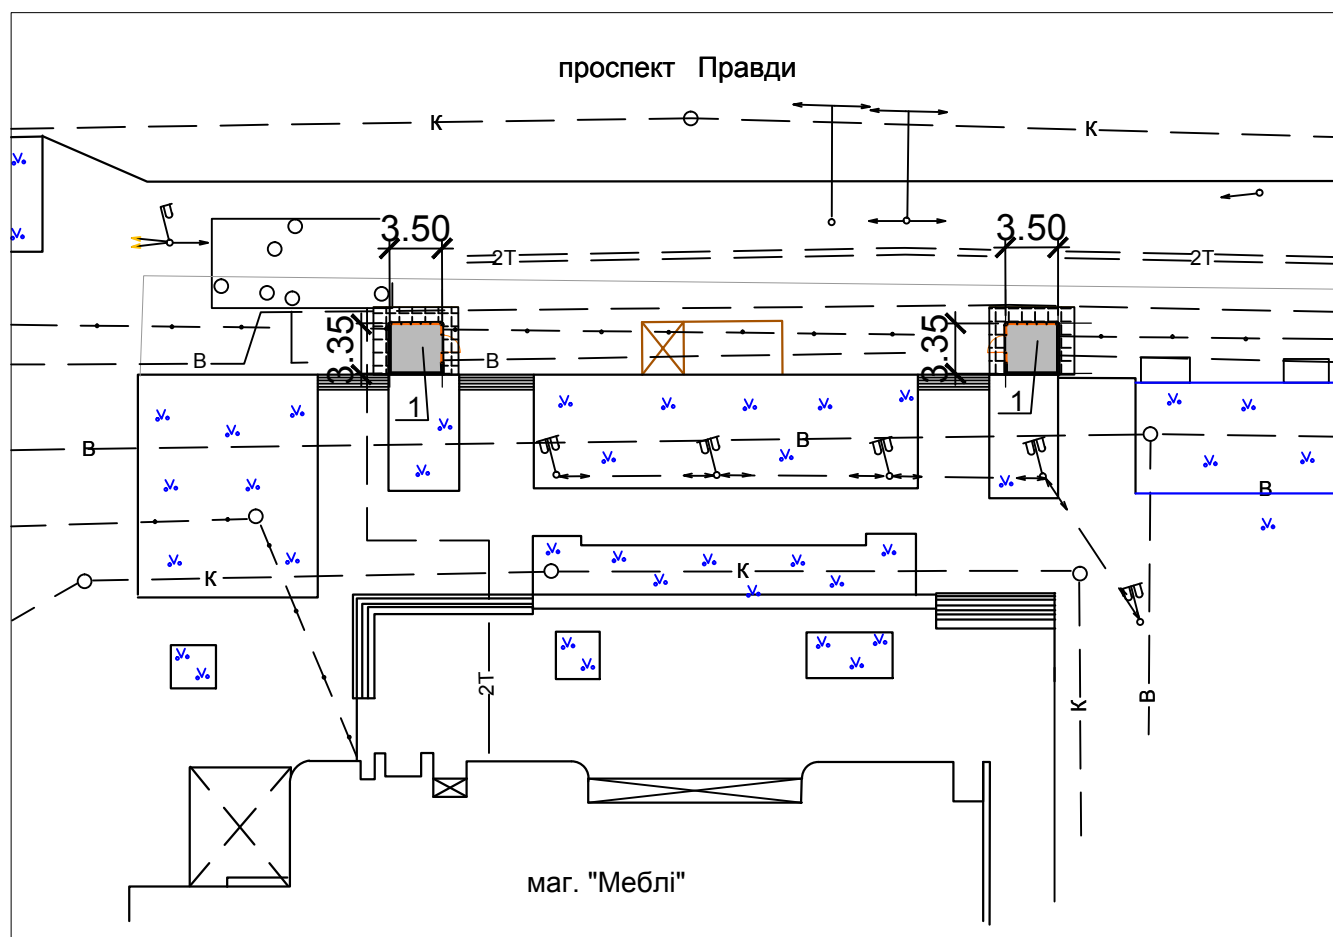 проспект Правди
К
К
3.50
3.50
2Т
2Т
3.35
3.35
В
В
1
1
В
В
В
К
К
2Т
К
В
маг. "Меблі"